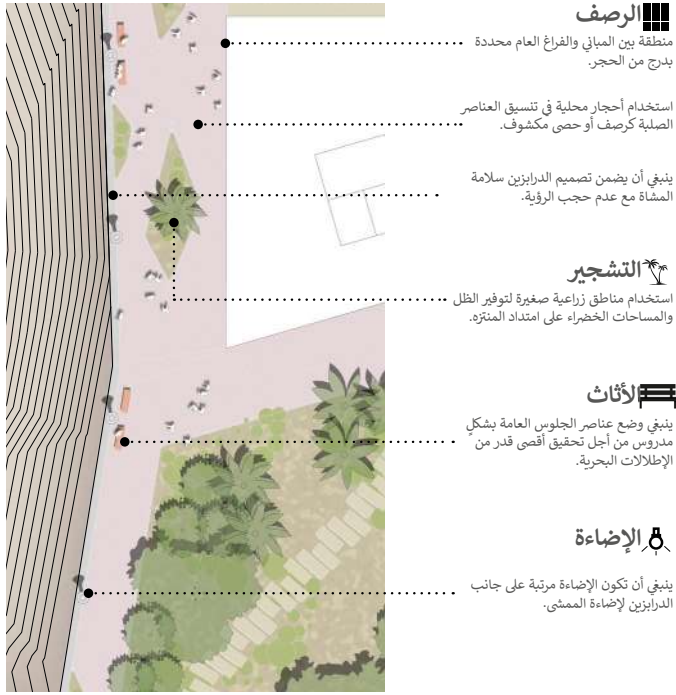 الرصف
منطقة بين المباني والفراغ العام محددة
بدرج من الحجر.
استخدام أحجار محلية في تنسيق العناصر
الصلبة كرصف أو حصى مكشوف.
ينبغي أن يضمن تصميم الدرابزين سلامة
المشاة مع عدم حجب الرؤية.
التشجير
استخدام مناطق زراعية صغيرة لتوفير الظل
والمساحات الخضراء على امتداد المنتزه.
الأثاث
ينبغي وضع عناصر الجلوس العامة بشكلٍ
مدروس من أجل تحقيق أقصى قدر من
الإطلالات البحرية.
الإضاءة
ينبغي أن تكون الإضاءة مرتبة على جانب
الدرابزين لإضاءة الممشى.